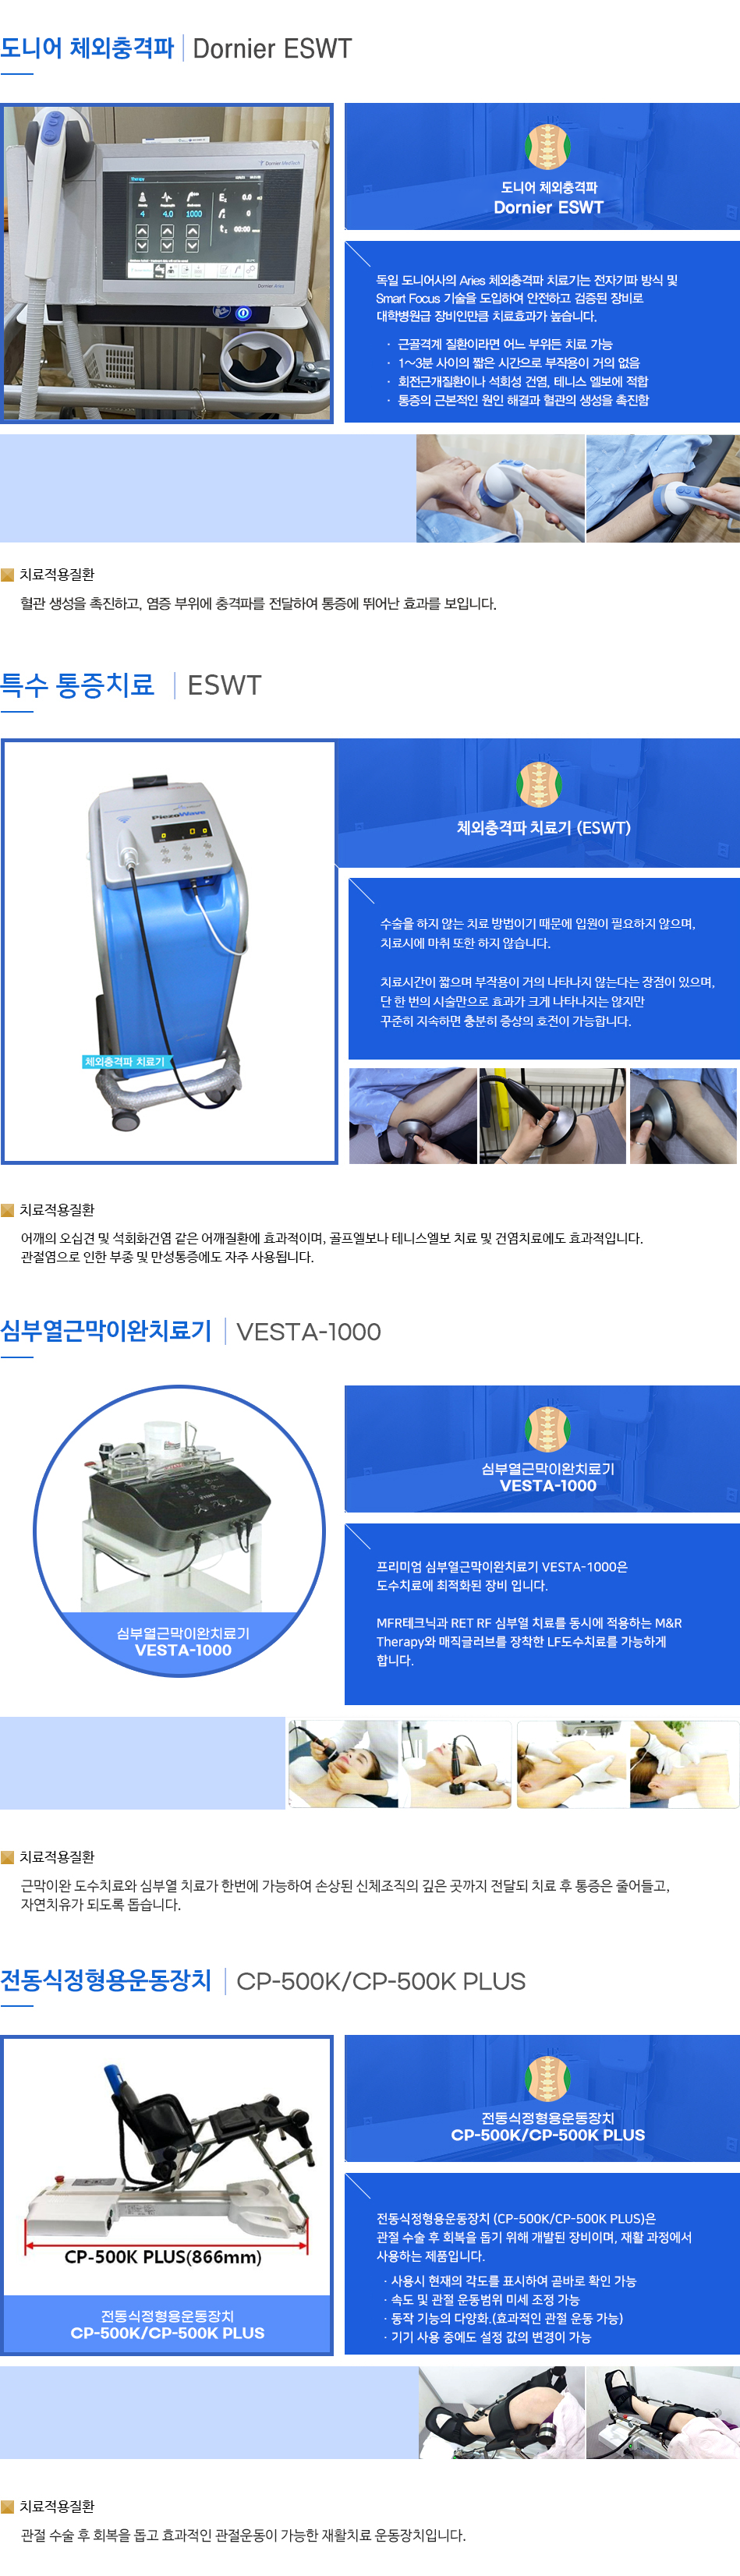 도니어 체외충격파 Dornier ESWT
Dornier MedTech
4 4.0 1000
0.0
00:00
Dornier Aries
도니어 체외충격파
Dornier ESWT
독일 도니어사의 Aries 체외충격파 치료기는 전자기파 방식 및
Smart Focus 기술을 도입하여 안전하고 검증된 장비로
대학병원급 장비인만큼 치료효과가 높습니다.
· 근골격계 질환이라면 어느 부위든 치료 가능
· 1~3분 사이의 짧은 시간으로 부작용이 거의 없음
· 회전근개질환이나 석회성 건염, 테니스 엘보에 적합
· 통증의 근본적인 원인 해결과 혈관의 생성을 촉진함
치료적용질환
혈관 생성을 촉진하고, 염증 부위에 충격파를 전달하여 통증에 뛰어난 효과를 보입니다.
특수 통증치료 ESWT
PiezoWave
체외충격파 치료기
체외충격파 치료기 (ESWT)
수술을 하지 않는 치료 방법이기 때문에 입원이 필요하지 않으며,
치료시에 마취 또한 하지 않습니다.
치료시간이 짧으며 부작용이 거의 나타나지 않는다는 장점이 있으며,
단 한 번의 시술만으로 효과가 크게 나타나지는 않지만
꾸준히 지속하면 충분히 증상의 호전이 가능합니다.
치료적용질환
어깨의 오십견 및 석회화건염 같은 어깨질환에 효과적이며, 골프엘보나 테니스엘보 치료 및 건염치료에도 효과적입니다.
관절염으로 인한 부종 및 만성통증에도 자주 사용됩니다.
심부열근막이완치료기 VESTA-1000
심부열근막이완치료기
VESTA-1000
심부열근막이완치료기
VESTA-1000
프리미엄 심부열근막이완치료기 VESTA-1000은
도수치료에 최적화된 장비 입니다.
MFR테크닉과 RET RF 심부열 치료를 동시에 적용하는 M&R
Therapy와 매직글러브를 장착한 LF도수치료를 가능하게
합니다.
치료적용질환
근막이완 도수치료와 심부열 치료가 한번에 가능하여 손상된 신체조직의 깊은 곳까지 전달되 치료 후 통증은 줄어들고,
자연치유가 되도록 돕습니다.
전동식정형용운동장치 CP-500K/CP-500K PLUS
CP-500K PLUS(866mm)
전동식정형용운동장치
CP-500K/CP-500K PLUS
전동식정형용운동장치
CP-500K/CP-500K PLUS
전동식정형용운동장치 (CP-500K/CP-500K PLUS)은
관절 수술 후 회복을 돕기 위해 개발된 장비이며, 재활 과정에서
사용하는 제품입니다.
· 사용시 현재의 각도를 표시하여 곧바로 확인 가능
· 속도 및 관절 운동범위 미세 조정 가능
· 동작 기능의 다양화.(효과적인 관절 운동 가능)
· 기기 사용 중에도 설정 값의 변경이 가능
치료적용질환
관절 수술 후 회복을 돕고 효과적인 관절운동이 가능한 재활치료 운동장치입니다.